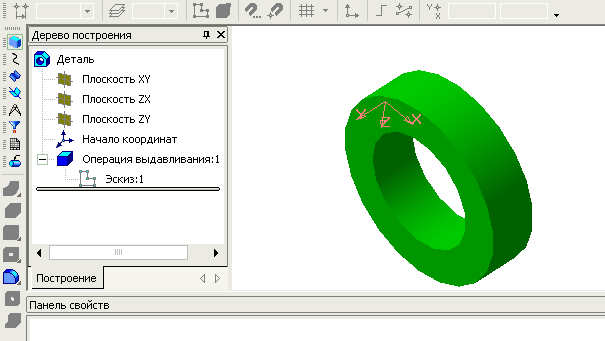 Дерево построения
Деталь
Плоскость XY
Плоскость ZX
Плоскость ZY
Начало координат
Операция выдавливания:1
Эскиз:1
Построение
Панель свойств
Y
Z
X